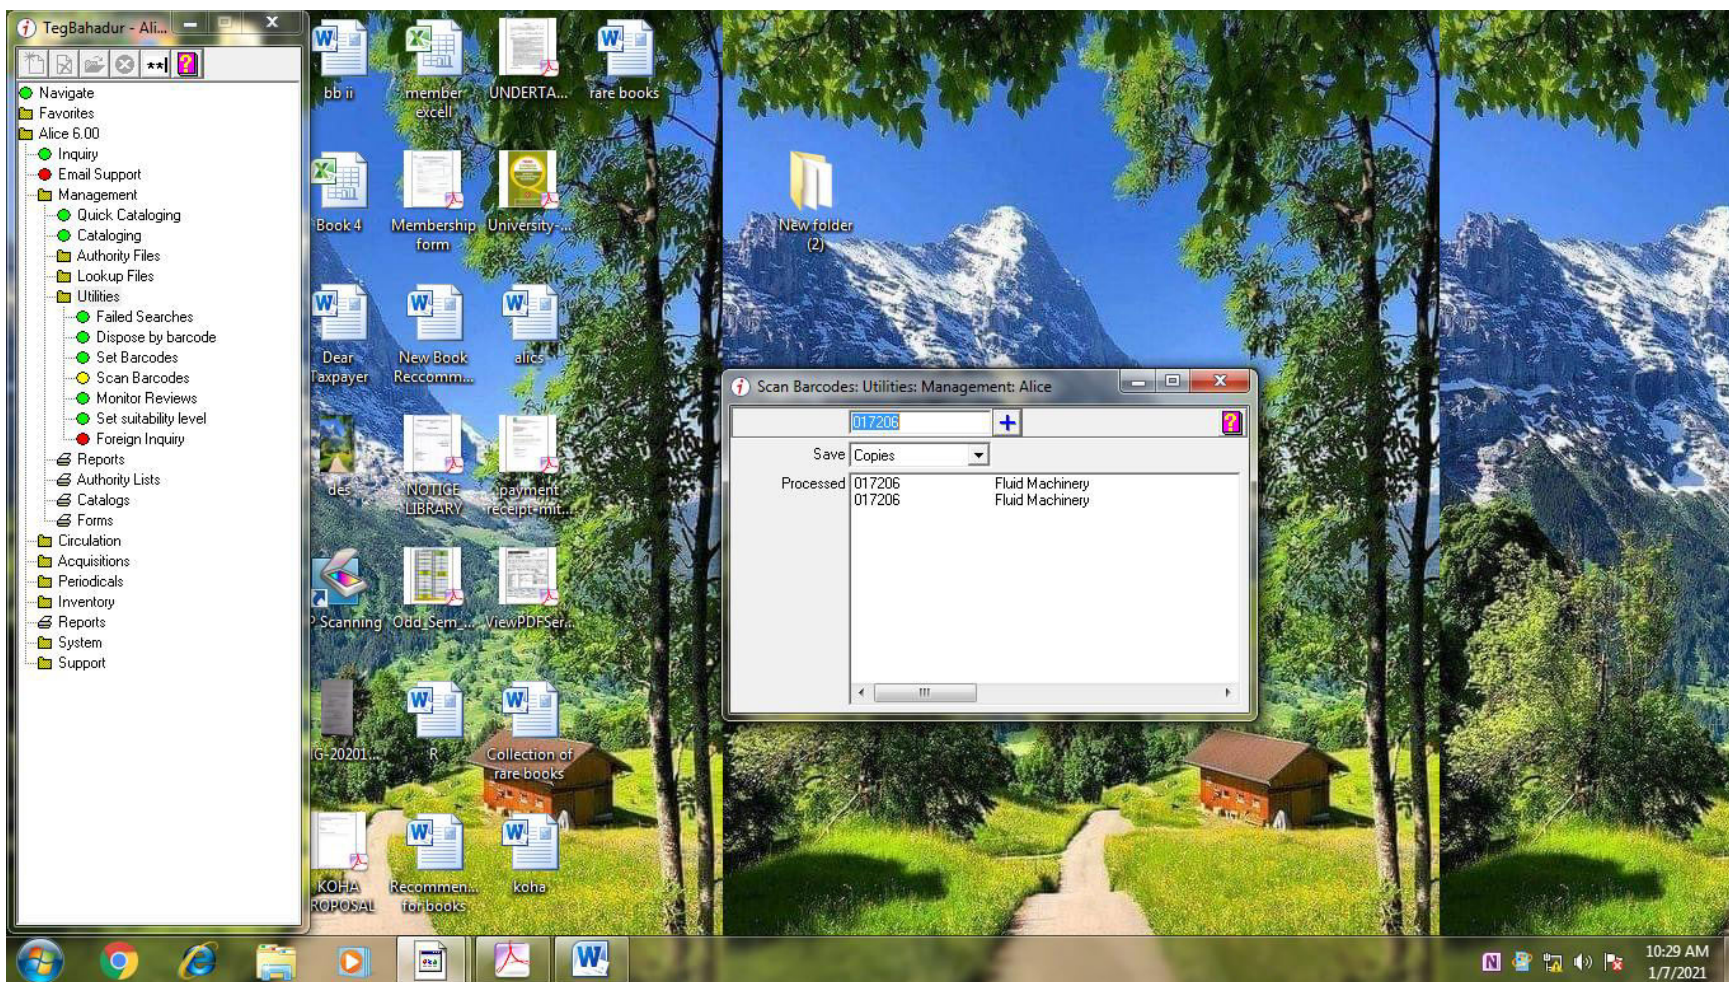 TegBahadur - Ali...
Navigate
Favorites
Alice 6.00
Inquiry
Email Support
Management
Quick Cataloging
Cataloging
Authority Files
Lookup Files
Utilities
Failed Searches
Dispose by barcode
Set Barcodes
Scan Barcodes
Monitor Reviews
Set suitability level
Foreign Inquiry
Reports
Authority Lists
Catalogs
Forms
Circulation
Acquisitions
Periodicals
Inventory
Reports
System
Support
bb ii
member excell
UNDERTA...
rare books
Book 4
Membership form
University-...
New folder (2)
Dear Taxpayer
New Book Reccomm...
alics
des
NOTICE LIBRARY
payment receipt-mit...
Scanning
Odd_Sem_...
ViewPDFSer...
G-20201...
R
Collection of rare books
KOHA
Recommen... for books
koha
Scan Barcodes: Utilities: Management: Alice
017206
Save Copies
Processed 017206 Fluid Machinery
017206 Fluid Machinery
10:29 AM
1/7/2021